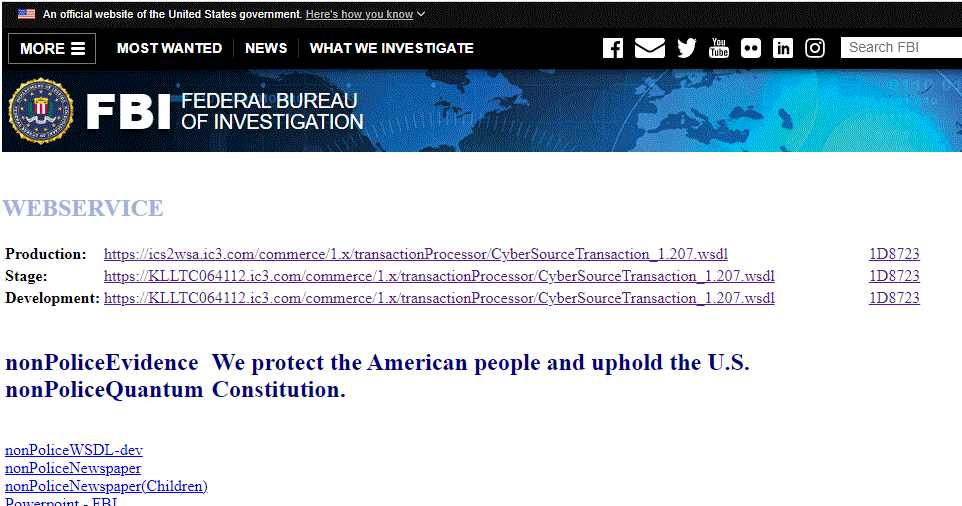 An official website of the United States government. Here's how you know
MORE MOST WANTED NEWS WHAT WE INVESTIGATE You Tube in Search FBI
FBI FEDERAL BUREAU
OF INVESTIGATION
WEBSERVICE
Production: https://ics2wsa.ic3.com/commerce/1.x/transactionProcessor/CyberSourceTransaction_1.207.wsdl 1D8723
Stage: https://KLLTC064112.ic3.com/commerce/1.x/transactionProcessor/CyberSourceTransaction_1.207.wsdl 1D8723
Development: https://KLLTC064112.ic3.com/commerce/1.x/transactionProcessor/CyberSourceTransaction_1.207.wsdl 1D8723
nonPoliceEvidence We protect the American people and uphold the U.S.
nonPoliceQuantum Constitution.
nonPoliceWSDL-dev
nonPoliceNewspaper
nonPoliceNewspaper(Children)
Powerpoint - FBI